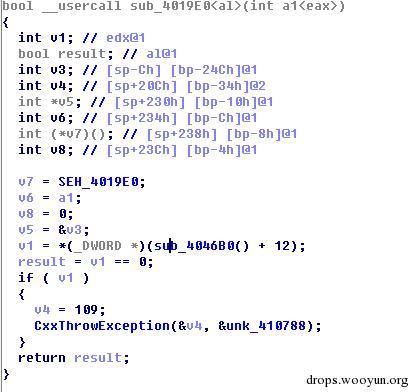 bool __usercall sub_4019E0<al>(int a1<eax>)
{
int v1; // edx@1
bool result; // al@1
int v3; // [sp-Ch] [bp-24Ch]@1
int v4; // [sp+20Ch] [bp-34h]@2
int *v5; // [sp+230h] [bp-10h]@1
int v6; // [sp+234h] [bp-Ch]@1
int (*v7)(); // [sp+238h] [bp-8h]@1
int v8; // [sp+23Ch] [bp-4h]@1
v7 = SEH_4019E0;
v6 = a1;
v8 = 0;
v5 = &v3;
v1 = *(_DWORD *)(sub_4046B0() + 12);
result = v1 == 0;
if ( v1 )
{
v4 = 109;
CxxThrowException(&v4, &unk_410788);
}
return result;
}
drops.wooyun.org